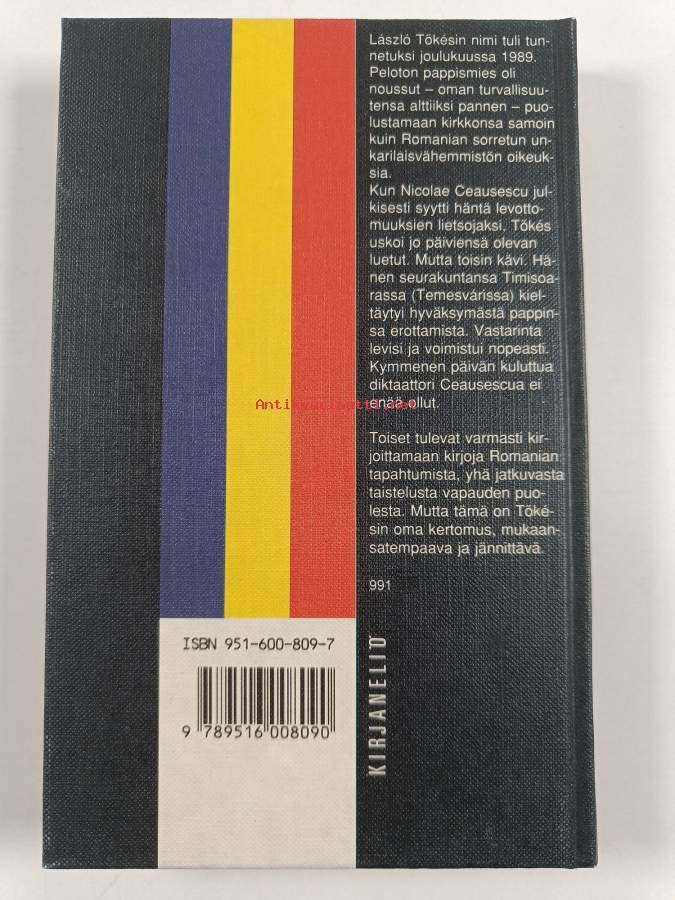 László Tökésin nimi tuli tun-
netuksi joulukuussa 1989.
Peloton pappismies oli
noussut – oman turvallisuu-
tensa alttiiksi pannen – puo-
lustamaan kirkkonsa samoin
kuin Romanian sorretun un-
karilaisvähemmistön oikeuk-
sia.
Kun Nicolae Ceausescu jul-
kisesti syytti häntä levotto-
muuksien lietsojaksi, Tökés
uskoi jo päiviensä olevan
luetut. Mutta toisin kävi. Hä-
nen seurakuntansa Timisoa-
rassa (Temesvárissa) kiel-
täytyi hyväksymästä pappin-
sa erottamista. Vastarinta
levisi ja voimistui nopeasti.
Kymmenen päivän kuluttua
diktaattori Ceausescua ei
enää ollut.
Antikvariaatti.net
Toiset tulevat varmasti kir-
joittamaan kirjoja Romanian
tapahtumista, yhä jatkuvasta
taistelusta vapauden puo-
lesta. Mutta tämä on Töké-
sin oma kertomus, mukaan-
satempaava ja jännittävä.
991
KIRJANELIÖ
ISBN 951-600-809-7
9 789516 008090